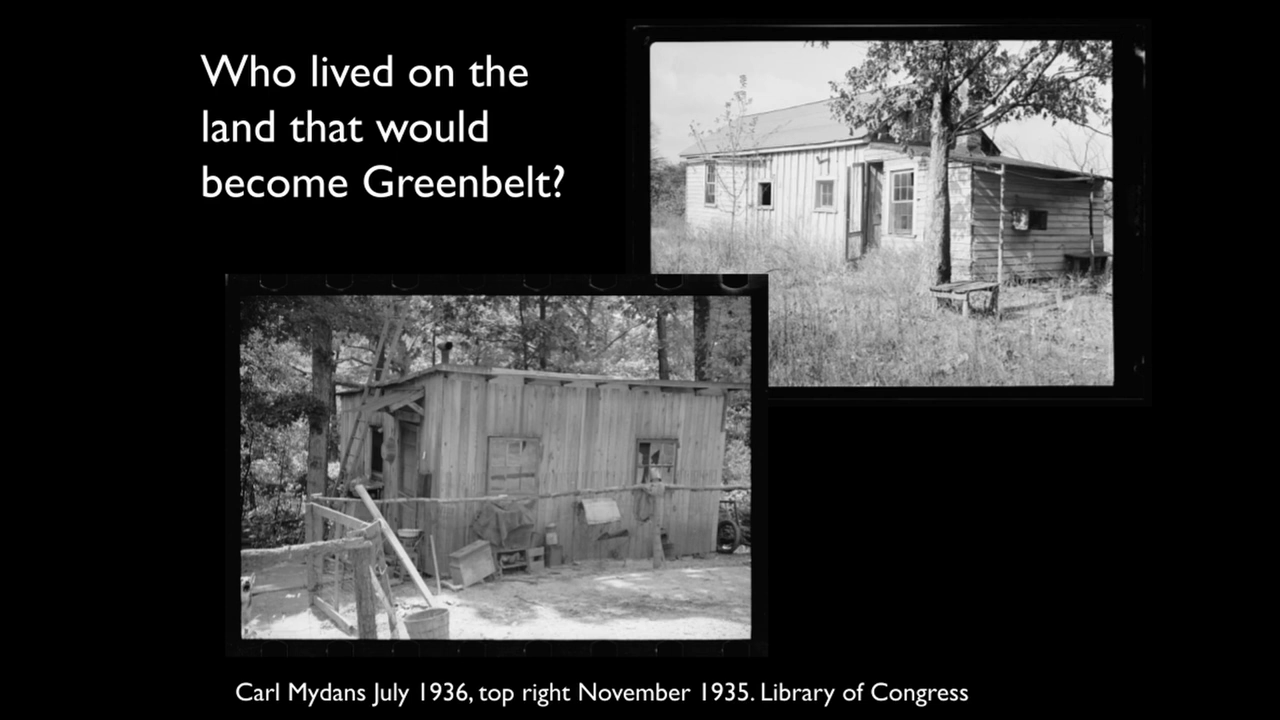 Who lived on the
land that would
become Greenbelt?
Carl Mydans July 1936, top right November 1935. Library of Congress